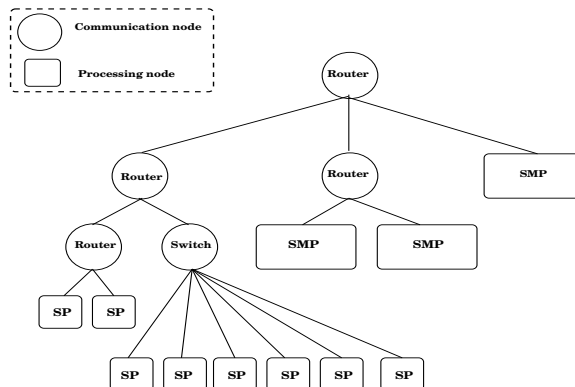 Communication node
Processing node
Router
Router
Router
SMP
Router
Switch
SMP
SMP
SP
SP
SP
SP
SP
SP
SP
SP